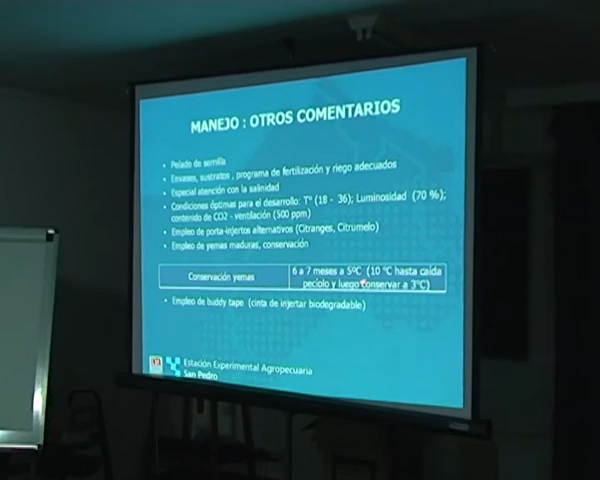 MANEJO : OTROS COMENTARIOS
• Pelado de semilla
• Envases, sustratos , programa de fertilización y riego adecuados
• Especial atención con la salinidad
• Condiciones óptimas para el desarrollo: Tº (18 - 36); Luminosidad (70 %);
contenido de CO2 - ventilación (500 ppm)
• Empleo de porta-injertos alternativos (Citranges, Citrumelo)
• Empleo de yemas maduras, conservación
Conservación yemas
6 a 7 meses a 5ºC (10 ºC hasta caída
peciolo y luego conservar a 3ºC)
• Empleo de buddy tape (cinta de injertar biodegradable)
Estación Experimental Agropecuaria
San Pedro